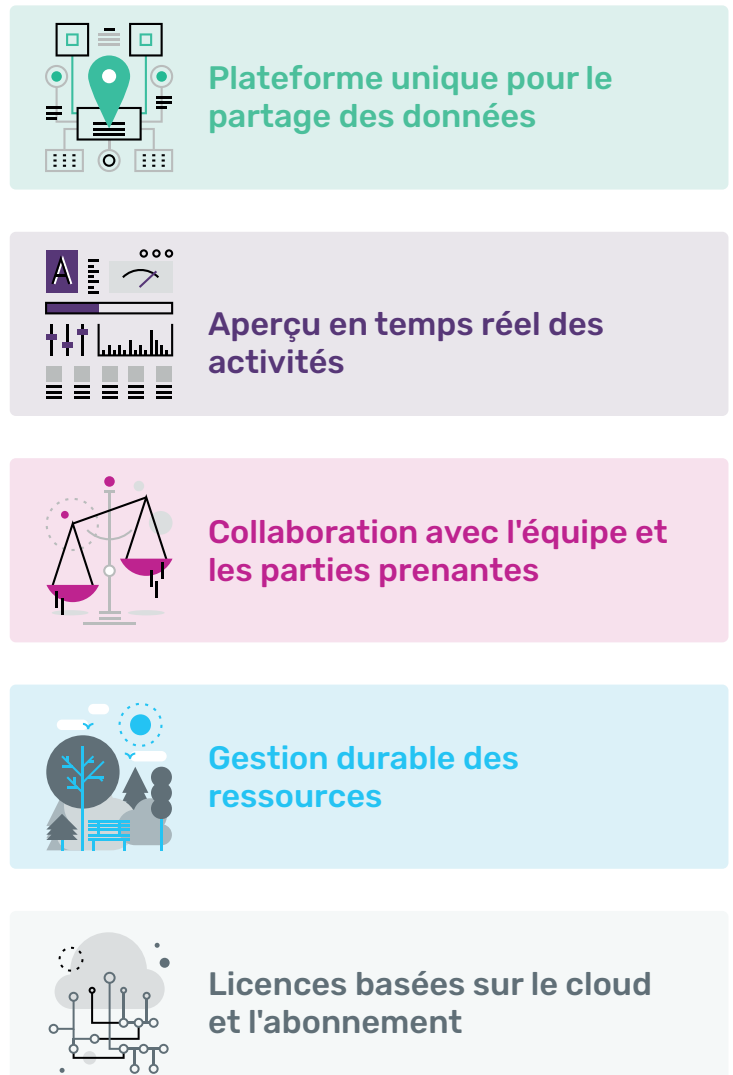 Plateforme unique pour le
partage des données
A
Aperçu en temps réel des
activités
Collaboration avec l'équipe et
les parties prenantes
Gestion durable des
ressources
Licences basées sur le cloud
et l'abonnement